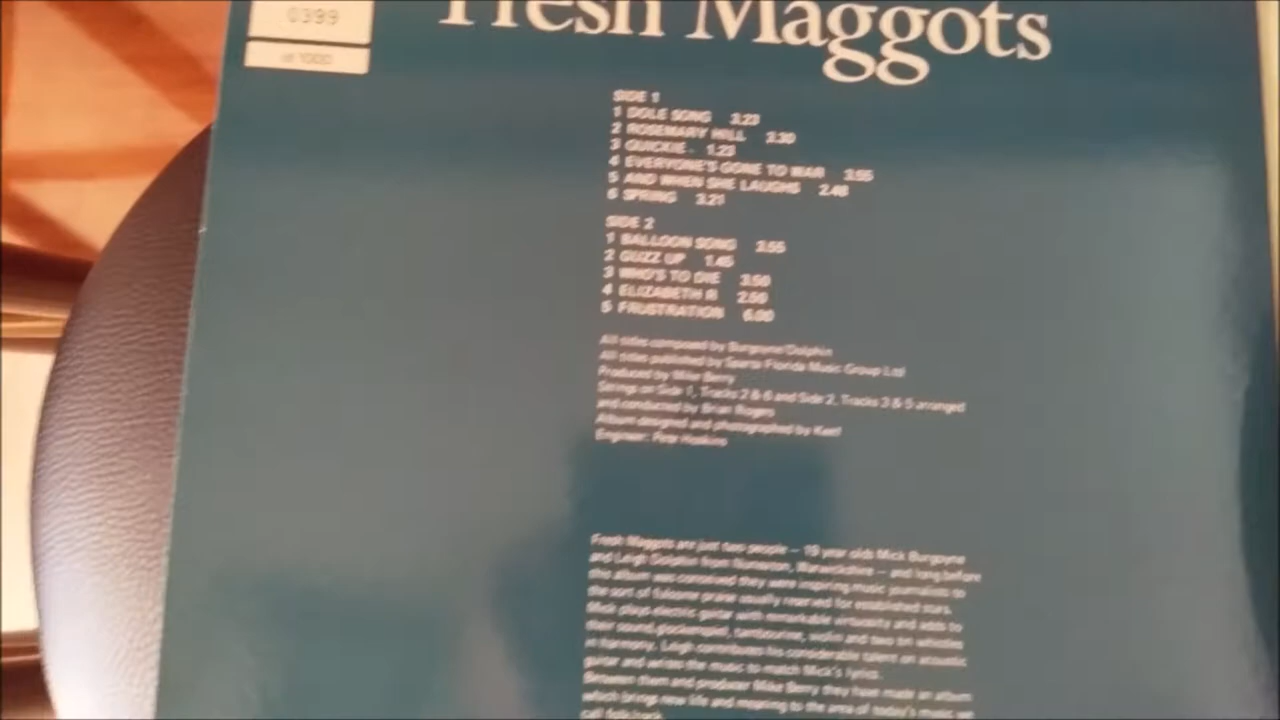 0399
of 1000
Fresh Maggots
SIDE 1
1 DOLE SONG 3.23
2 ROSEMARY HILL 3.30
3 QUICKIE 1.23
4 EVERYONE'S GONE TO WAR 3.55
5 AND WHEN SHE LAUGHS 2.48
6 SPRING 3.21
SIDE 2
1 BALLOON SONG 3.55
2 GUZZ UP 1.45
3 WHO'S TO DIE 3.50
4 ELIZABETH R 2.50
5 FRUSTRATION 6.00
All titles composed by Burgoyne/Dolphin
All titles published by Sparta Florida Music Group Ltd
Produced by Mike Berry
Strings on Side 1, Tracks 2 & 6 and Side 2, Tracks 3 & 5 arranged
and conducted by Brian Rogers
Album designed and photographed by Keef
Engineer: Pete
Fresh Maggots are just two people — 19 year olds Mick Burgoyne
and Leigh Dolphin from Nuneaton, Warwickshire — and long before
this album was conceived they were inspiring music journalists to
the sort of fulsome praise usually reserved for established stars.
Mick plays electric guitar with remarkable virtuosity and adds to
their sound glockenspiel, tambourine, violin and two tin whistles
in harmony. Leigh contributes his considerable talent on acoustic
guitar and writes the music to match Mick's lyrics.
Between them and producer Mike Berry they have made an album
which brings new life and meaning to the area of today's music we
call folk/rock